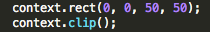 context.rect(0, 0, 50, 50);
context.clip();